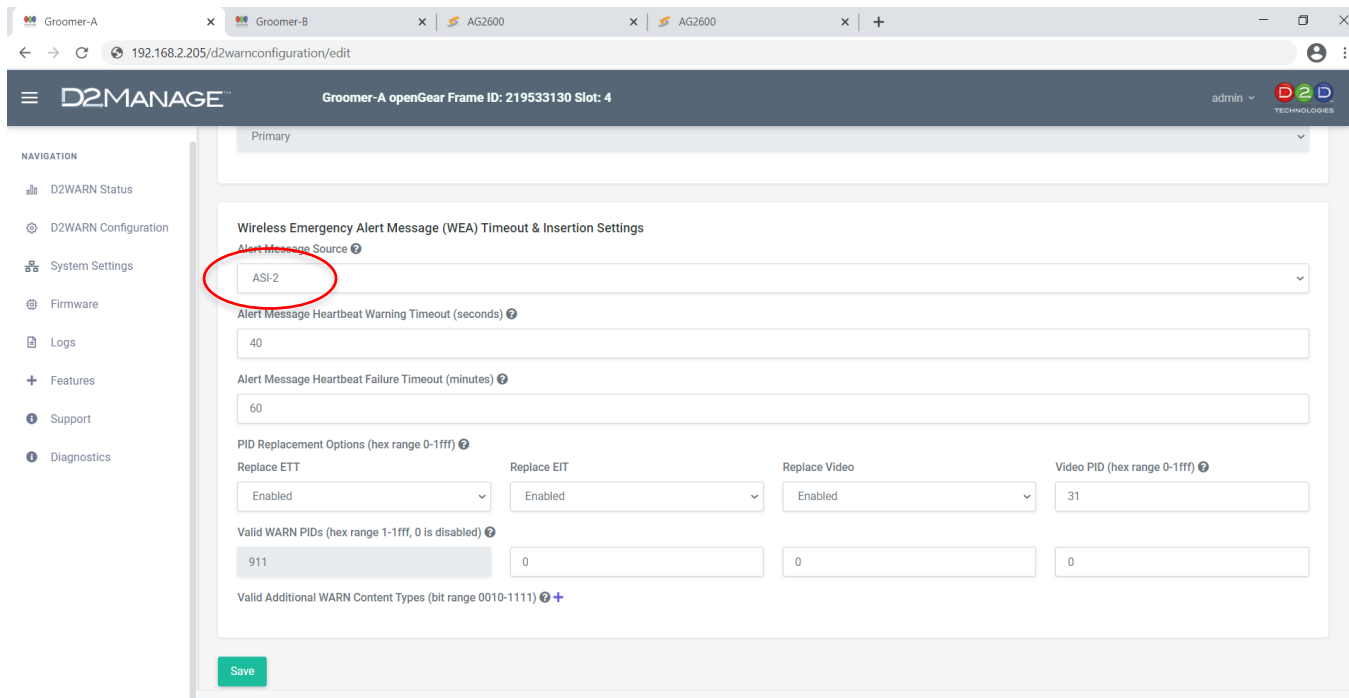 Groomer-A × Groomer-B × AG2600 × AG2600 × +
192.168.2.205/d2warnconfiguration/edit
D2MANAGE™ Groomer-A openGear Frame ID: 219533130 Slot: 4 admin D2D
TECHNOLOGIES
Primary
NAVIGATION
D2WARN Status
D2WARN Configuration
System Settings
Firmware
Logs
Features
Support
Diagnostics
Wireless Emergency Alert Message (WEA) Timeout & Insertion Settings
Alert Message Source
ASI-2
Alert Message Heartbeat Warning Timeout (seconds)
40
Alert Message Heartbeat Failure Timeout (minutes)
60
PID Replacement Options (hex range 0-1fff)
Replace ETT Replace EIT Replace Video Video PID (hex range 0-1fff)
Enabled Enabled Enabled 31
Valid WARN PIDs (hex range 1-1fff, 0 is disabled)
911 0 0 0
Valid Additional WARN Content Types (bit range 0010-1111) +
Save